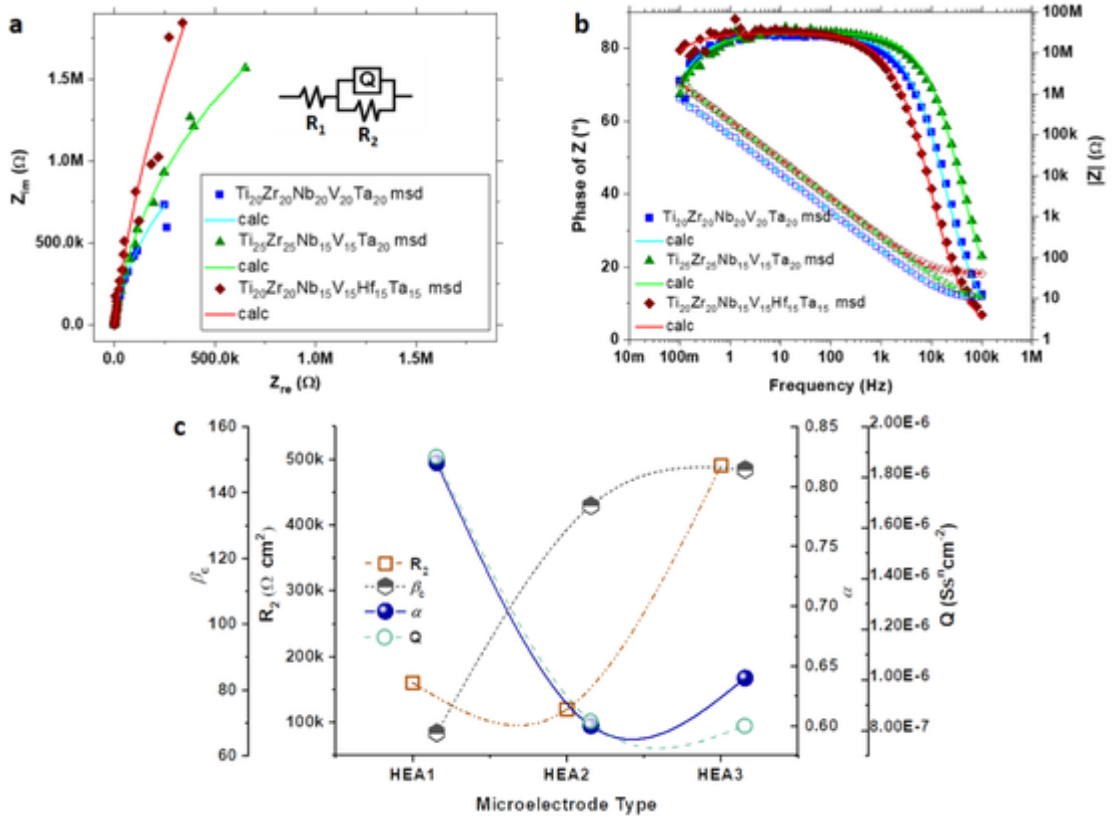 a
1.5M
1.0M
500.0k
0.0
Z_im (Ω)
Q
R₁
R₂
Ti₂₀Zr₂₀Nb₂₀V₂₀Ta₂₀ msd
calc
Ti₂₅Zr₂₅Nb₁₅V₁₅Ta₂₀ msd
calc
Ti₂₀Zr₂₀Nb₁₅V₁₅Hf₁₅Ta₁₅ msd
calc
0.0 500.0k 1.0M 1.5M
Z_re (Ω)
b
80
60
40
20
0
Phase of Z (°)
100M
10M
1M
100k
10k
1k
100
10
1
|Z| (Ω)
Ti₂₀Zr₂₀Nb₂₀V₂₀Ta₂₀ msd
calc
Ti₂₅Zr₂₅Nb₁₅V₁₅Ta₂₀ msd
calc
Ti₂₀Zr₂₀Nb₁₅V₁₅Hf₁₅Ta₁₅ msd
calc
10m 100m 1 10 100 1k 10k 100k 1M
Frequency (Hz)
c
160
140
120
100
80
60
β_c
500k
400k
300k
200k
100k
R₂ (Ω cm²)
R₂
β_c
α
Q
0.85
0.80
0.75
0.70
0.65
0.60
α
2.00E-6
1.80E-6
1.60E-6
1.40E-6
1.20E-6
1.00E-6
8.00E-7
Q (Ssⁿcm⁻²)
HEA1 HEA2 HEA3
Microelectrode Type